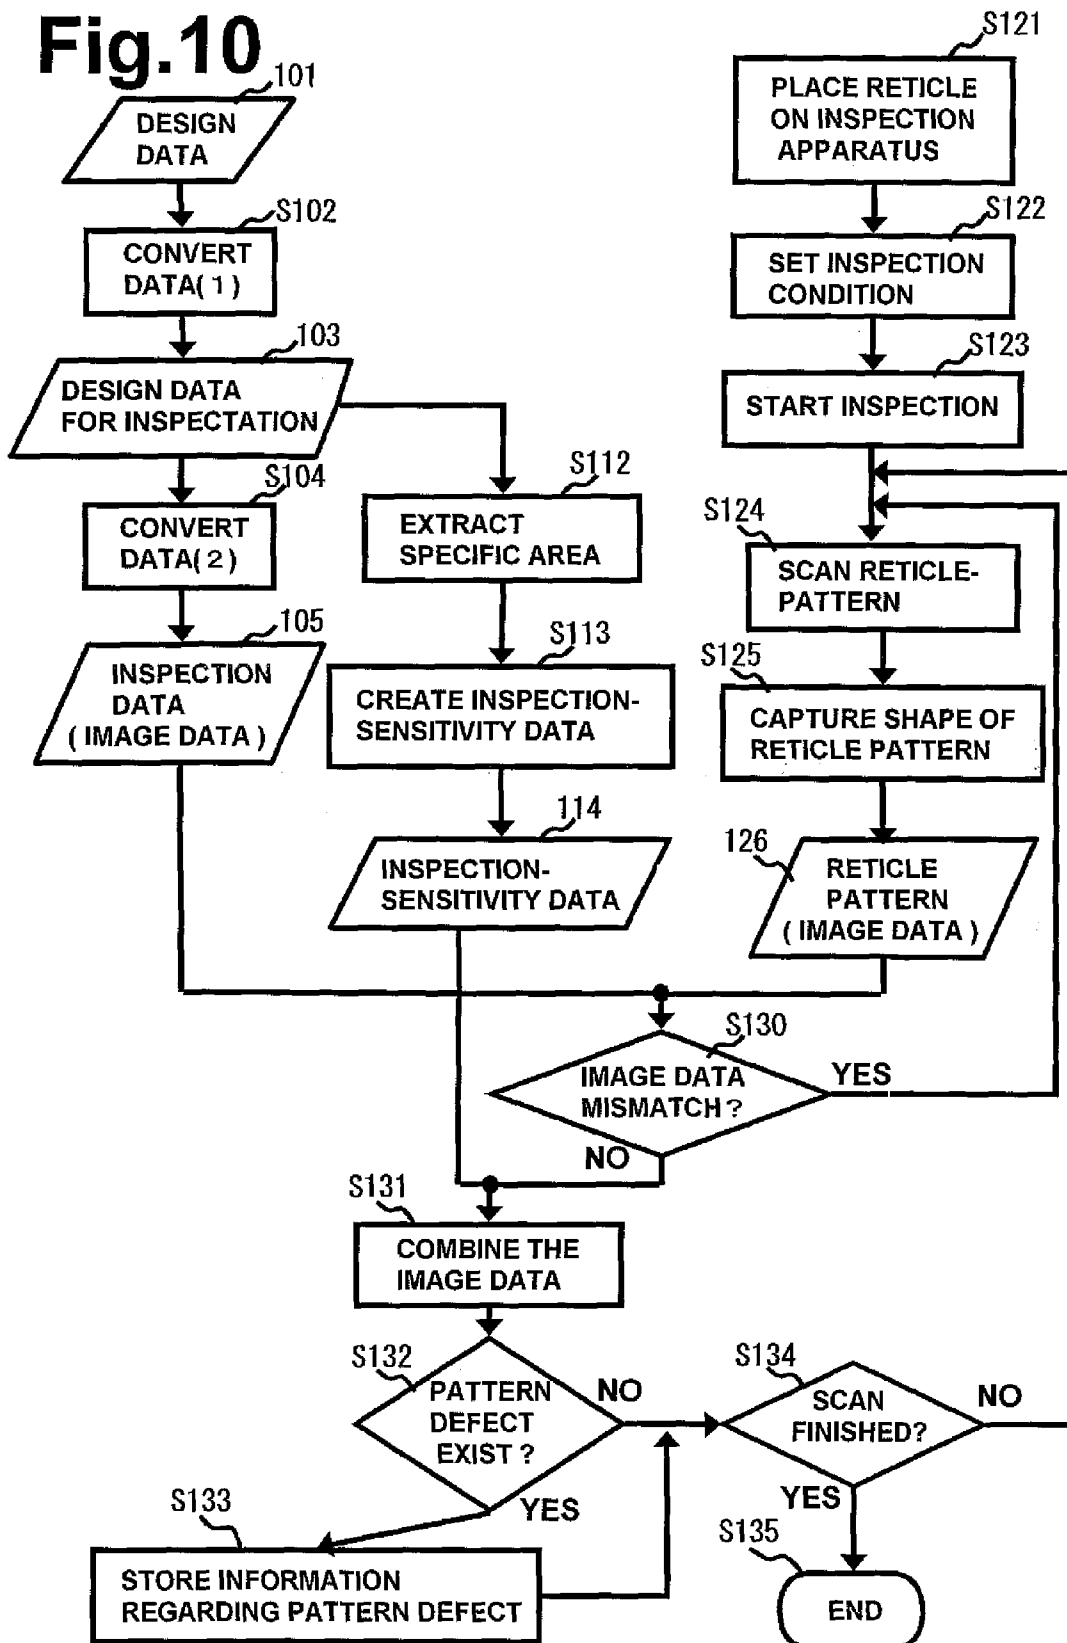 Fig.10
101
DESIGN
DATA
S102
CONVERT
DATA(1)
103
DESIGN DATA
FOR INSPECTATION
S104
CONVERT
DATA(2)
105
INSPECTION
DATA
(IMAGE DATA)
S112
EXTRACT
SPECIFIC AREA
S113
CREATE INSPECTION-
SENSITIVITY DATA
114
INSPECTION-
SENSITIVITY DATA
S121
PLACE RETICLE
ON INSPECTION
APPARATUS
S122
SET INSPECTION
CONDITION
S123
START INSPECTION
S124
SCAN RETICLE-
PATTERN
S125
CAPTURE SHAPE OF
RETICLE PATTERN
126
RETICLE
PATTERN
(IMAGE DATA)
S130
IMAGE DATA
MISMATCH?
YES
NO
S131
COMBINE THE
IMAGE DATA
S132
PATTERN
DEFECT
EXIST?
NO
YES
S133
STORE INFORMATION
REGARDING PATTERN DEFECT
S134
SCAN
FINISHED?
NO
YES
S135
END